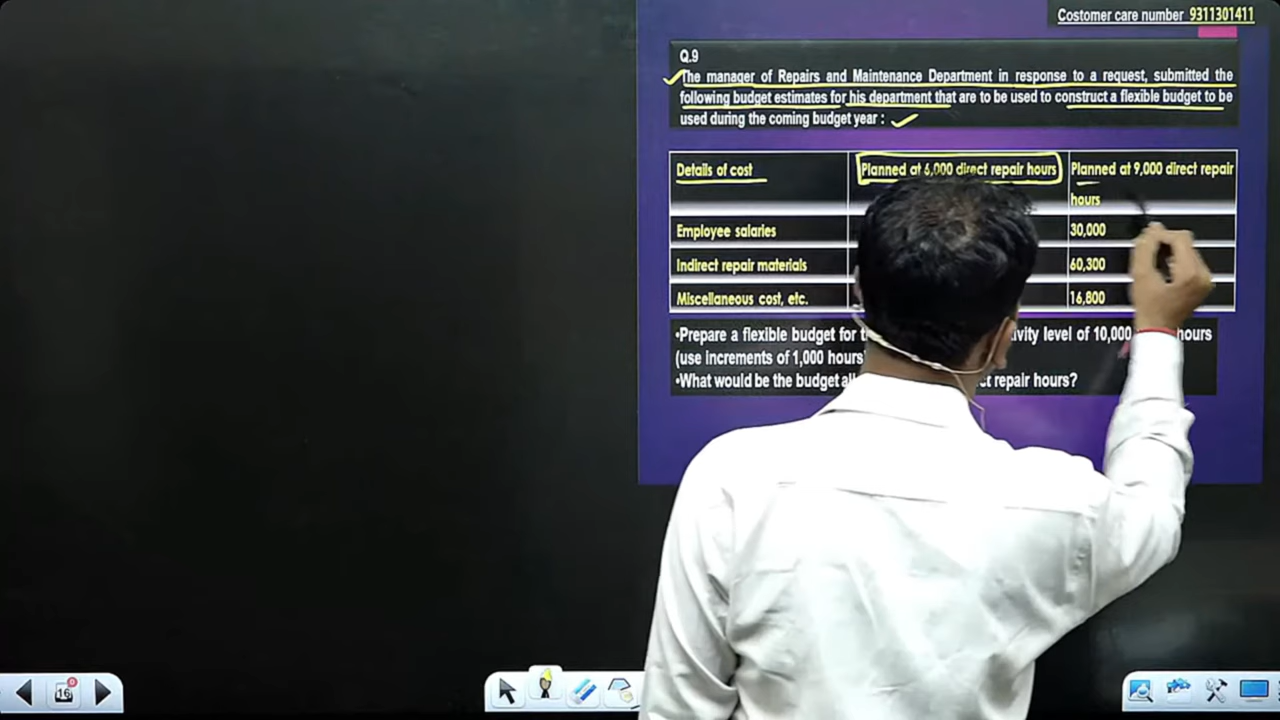 Costomer care number 9311301411
Q.9
The manager of Repairs and Maintenance Department in response to a request, submitted the
following budget estimates for his department that are to be used to construct a flexible budget to be
used during the coming budget year :
Details of cost Planned at 6,000 direct repair hours Planned at 9,000 direct repair
hours
Employee salaries 30,000
Indirect repair materials 60,300
Miscellaneous cost, etc. 16,800
•Prepare a flexible budget for level of 10,000 hours
(use increments of 1,000 hours
•What would be the budget repair hours?
16